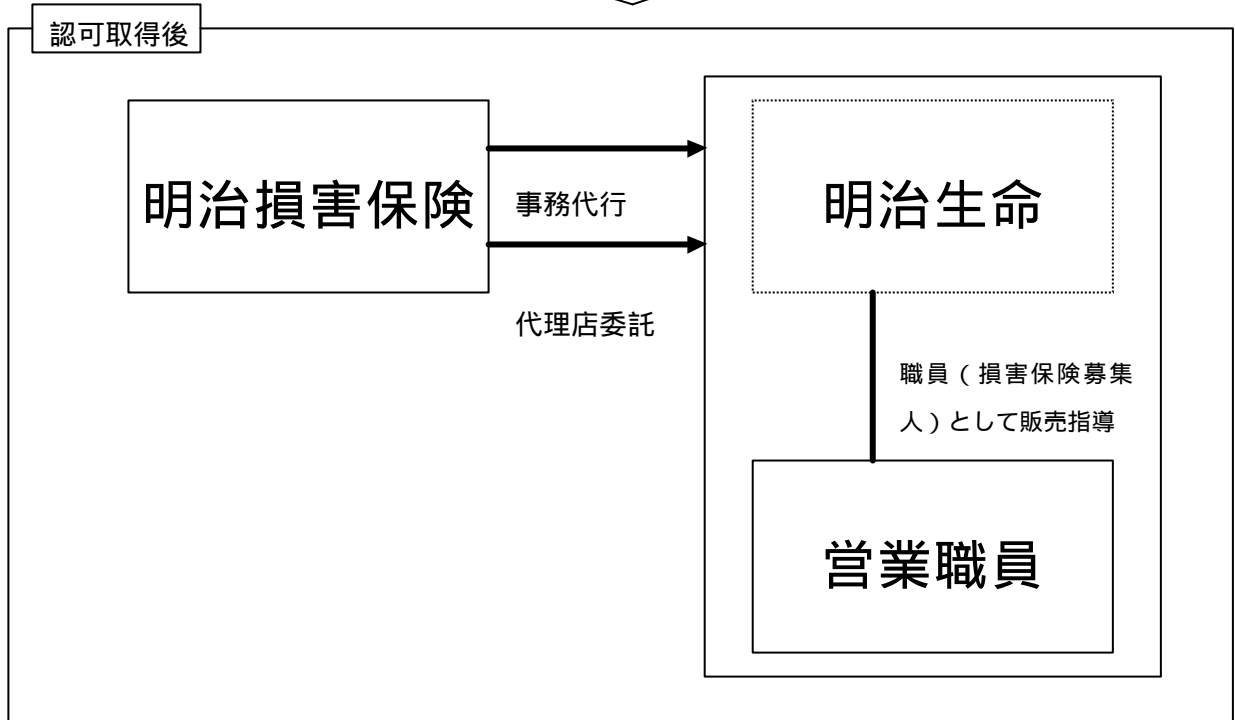 認可取得後
明治損害保険
事務代行
代理店委託
明治生命
職員（損害保険募集
人）として販売指導
営業職員